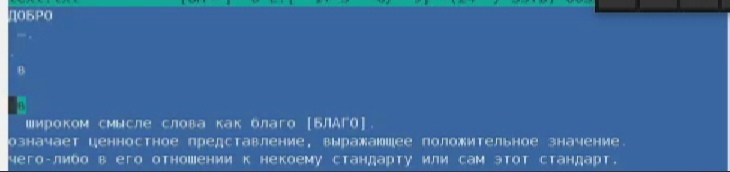 ДОБРО
–.
.
в
в
широком смысле слова как благо [БЛАГО].
означает ценностное представление, выражающее положительное значение.
чего-либо в его отношении к некоему стандарту или сам этот стандарт.